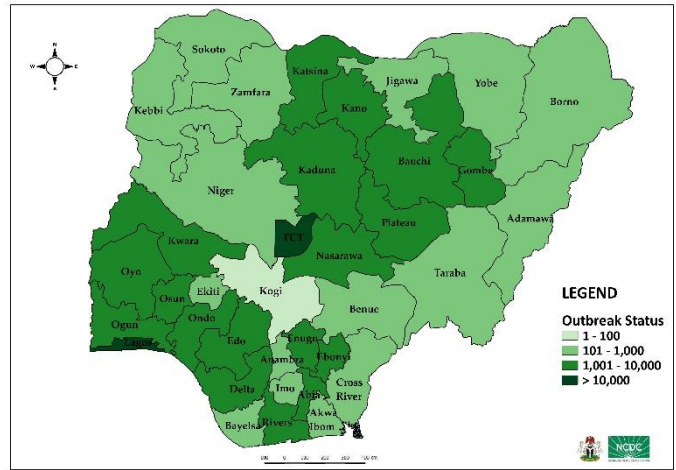 N
W
E
Sokoto
Katsina
Jigawa
Yobe
Zamfara
Kano
Borno
Kebbi
Bauchi
Kaduna
Gombe
Niger
Adamawa
Plateau
FCT
Kwara
Nasarawa
Taraba
Oyo
Kogi
Ekiti
Benue
Osun
Ogun
Ondo
Lagos
Edo
Enugu
Anambra
Ebonyi
Delta
Imo
Abia
Cross
River
Akwa
Ibom
Bayelsa
Rivers
LEGEND
Outbreak Status
1 - 100
101 - 1,000
1,001 - 10,000
> 10,000
NCDC